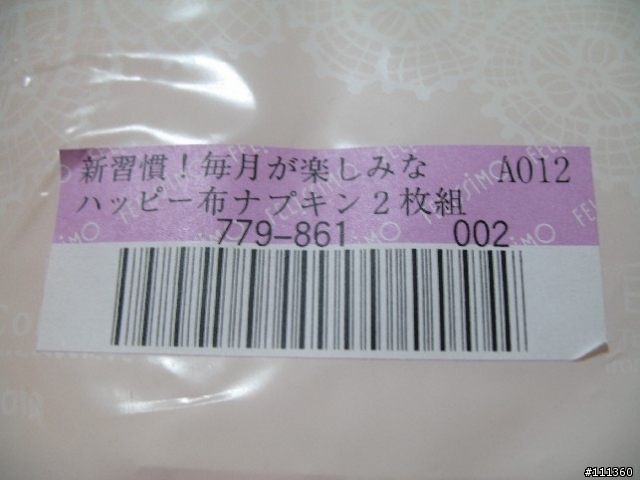 新習慣！毎月が楽しみな A012
ハッピー布ナプキン2枚組
779-861 002
FELISSIMO
#111360